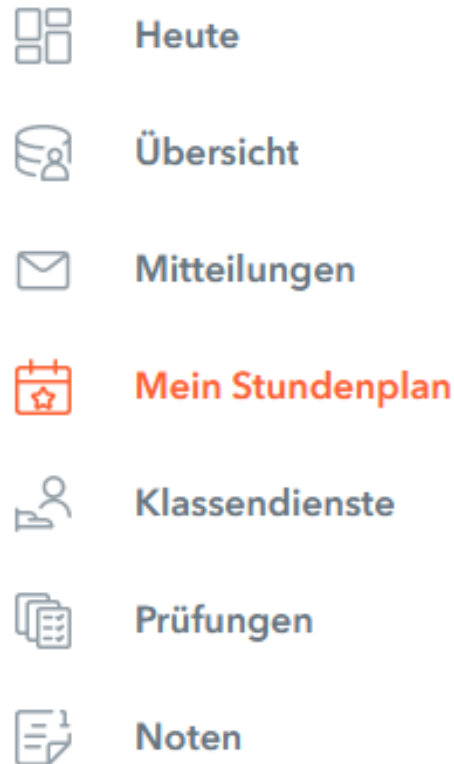 Heute
Übersicht
Mitteilungen
Mein Stundenplan
Klassendienste
Prüfungen
Noten